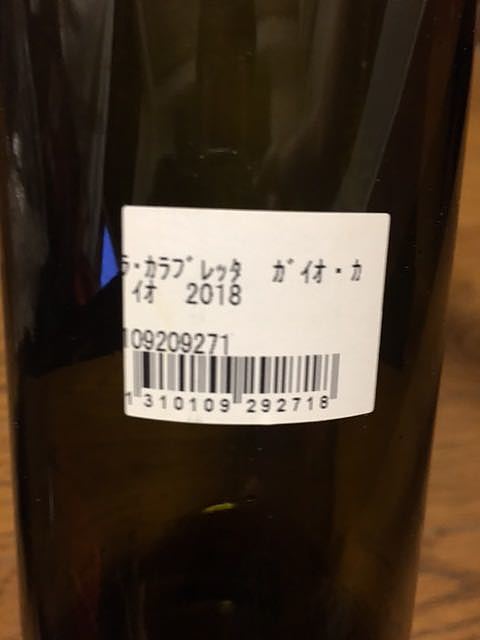 ﾗ･ｶﾗﾌﾞﾚｯﾀ ｶﾞｲｵ･ｶ
ｲｵ 2018
109209271
1 310109 292718